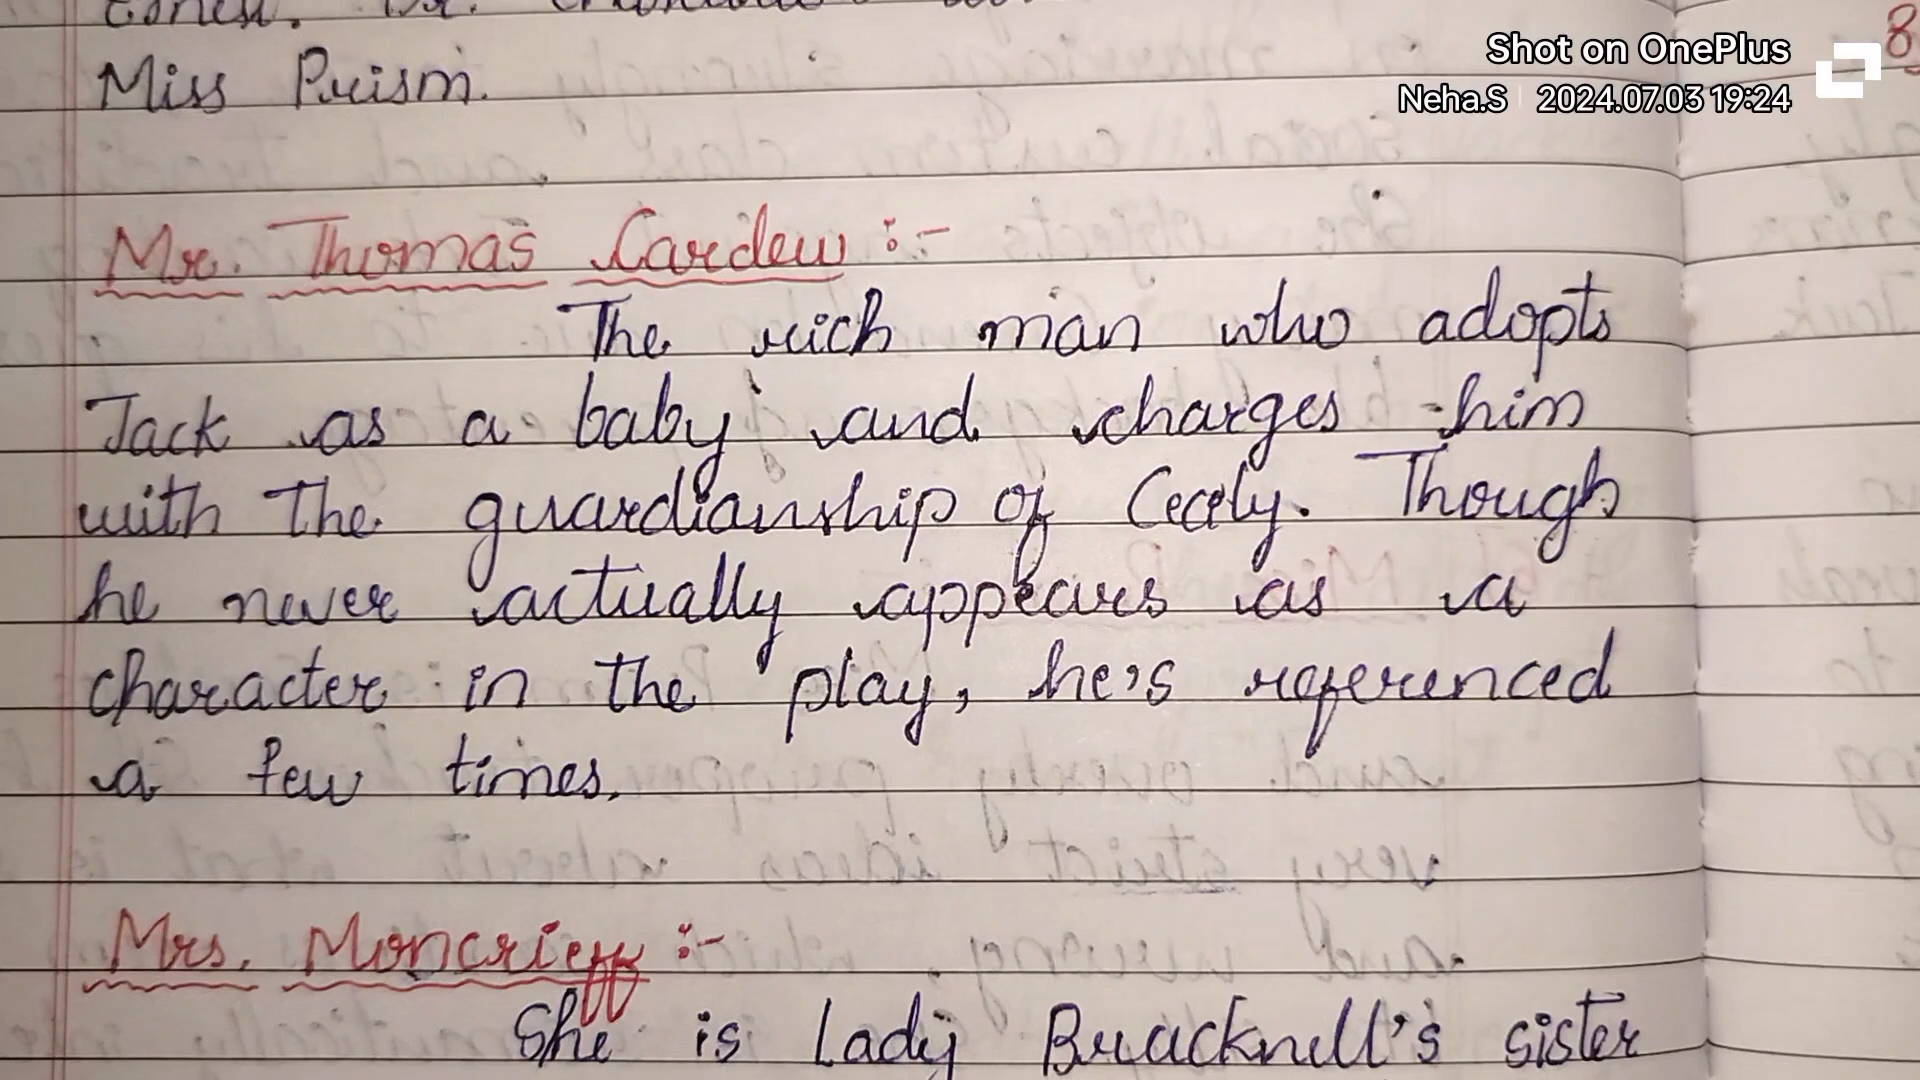 Shot on OnePlus
Neha.S | 2024.07.03 19:24
8
Miss Prism.
Mr. Thomas Cardew :-
The rich man who adopts
Jack as a baby and charges him
with the guardianship of Cecily. Though
he never actually appears as a
character in the play, he's referenced
a few times.
Mrs. Moncrieff :-
She is Lady Bracknell's sister